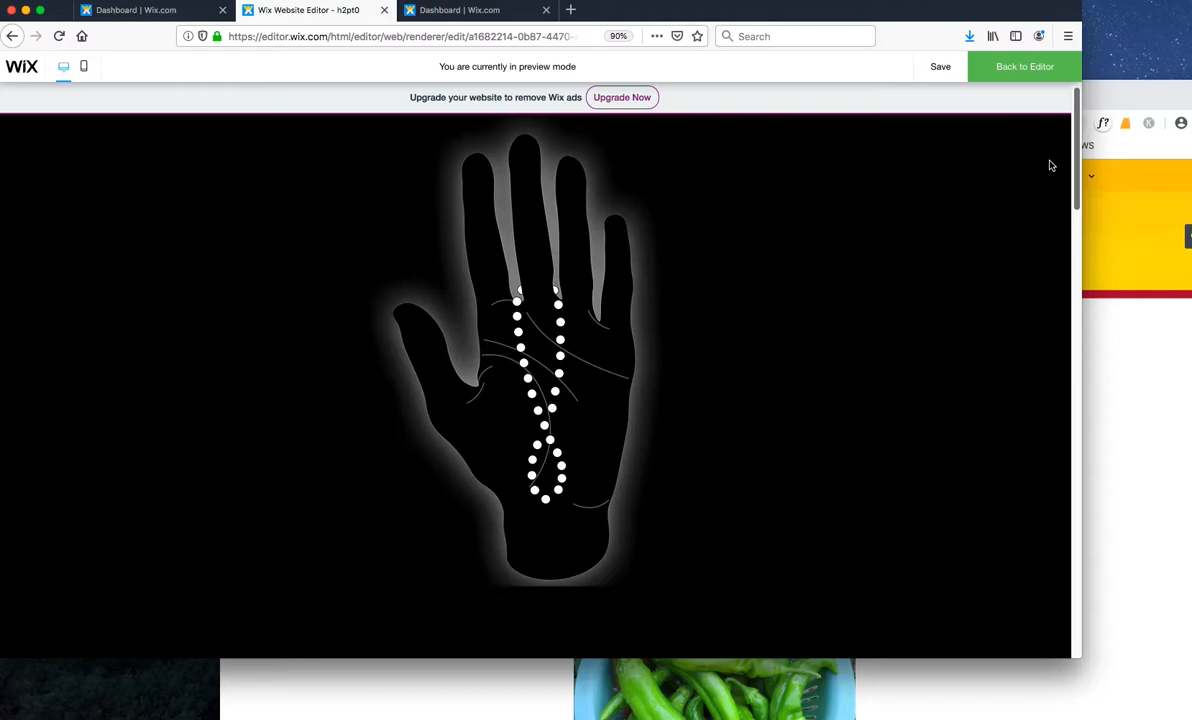 Dashboard | Wix.com
Wix Website Editor - h2pt0
Dashboard | Wix.com
https://editor.wix.com/html/editor/web/renderer/edit/a1682214-0b87-4470-
90%
Search
WiX
You are currently in preview mode
Save
Back to Editor
Upgrade your website to remove Wix ads
Upgrade Now
f?
K
WS